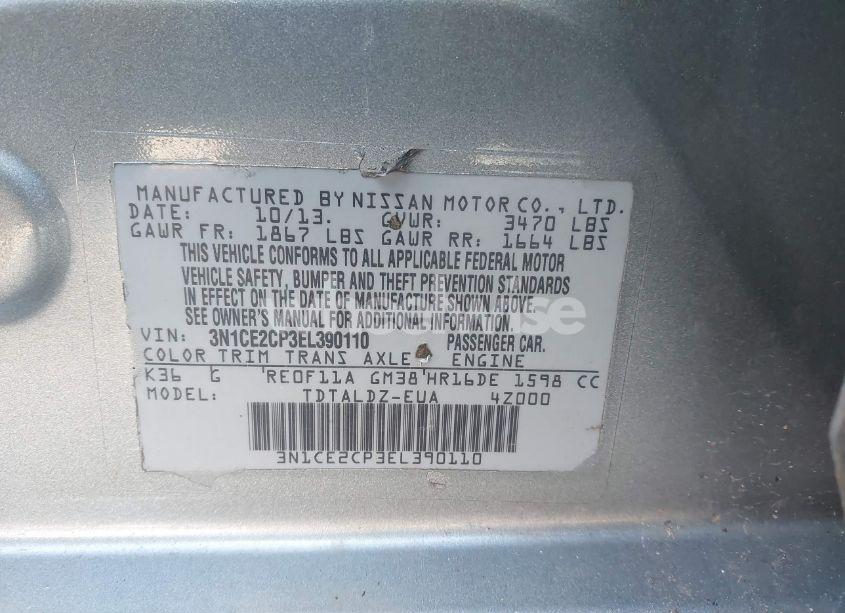 MANUFACTURED BY NISSAN MOTOR CO., LTD.
DATE: 10/13. GVWR: 3470 LBS
GAWR FR: 1867 LBS GAWR RR: 1664 LBS
THIS VEHICLE CONFORMS TO ALL APPLICABLE FEDERAL MOTOR
VEHICLE SAFETY, BUMPER AND THEFT PREVENTION STANDARDS
IN EFFECT ON THE DATE OF MANUFACTURE SHOWN ABOVE.
SEE OWNER'S MANUAL FOR ADDITIONAL INFORMATION.
VIN: 3N1CE2CP3EL390110 PASSENGER CAR.
COLOR TRIM TRANS AXLE ENGINE
K36 G RE0F11A GM38 HR16DE 1598 CC
MODEL: TDTALDZ-EUA 4Z000
3N1CE2CP3EL390110